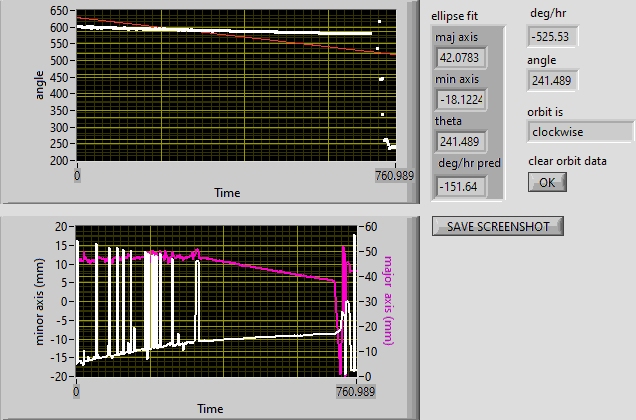 650
600
550
500
450
400
350
300
250
200
angle
0
760.989
Time
ellipse fit
maj axis
42.0783
min axis
-18.1224
theta
241.489
deg/hr pred
-151.64
deg/hr
-525.53
angle
241.489
orbit is
clockwise
clear orbit data
OK
SAVE SCREENSHOT
20
15
10
5
0
-5
-10
-15
-20
minor axis (mm)
60
50
40
30
20
10
0
major axis (mm)
0
760.989
Time